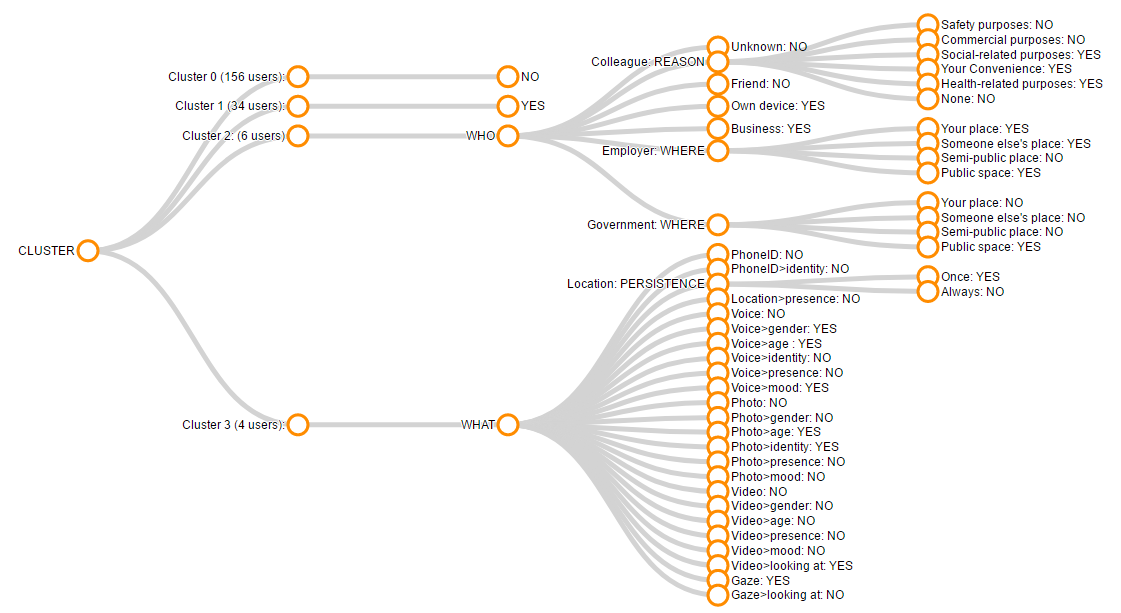 CLUSTER
Cluster 0 (156 users):
NO
Cluster 1 (34 users):
YES
Cluster 2: (6 users)
WHO
Unknown: NO
Colleague: REASON
Safety purposes: NO
Commercial purposes: NO
Social-related purposes: YES
Your Convenience: YES
Health-related purposes: YES
None: NO
Friend: NO
Own device: YES
Business: YES
Employer: WHERE
Your place: YES
Someone else's place: YES
Semi-public place: NO
Public space: YES
Government: WHERE
Your place: NO
Someone else's place: NO
Semi-public place: NO
Public space: YES
Cluster 3 (4 users):
WHAT
PhoneID: NO
PhoneID>identity: NO
Location: PERSISTENCE
Once: YES
Always: NO
Location>presence: NO
Voice: NO
Voice>gender: YES
Voice>age : YES
Voice>identity: NO
Voice>presence: NO
Voice>mood: YES
Photo: NO
Photo>gender: NO
Photo>age: YES
Photo>identity: YES
Photo>presence: NO
Photo>mood: NO
Video: NO
Video>gender: NO
Video>age: NO
Video>presence: NO
Video>mood: NO
Video>looking at: YES
Gaze: YES
Gaze>looking at: NO